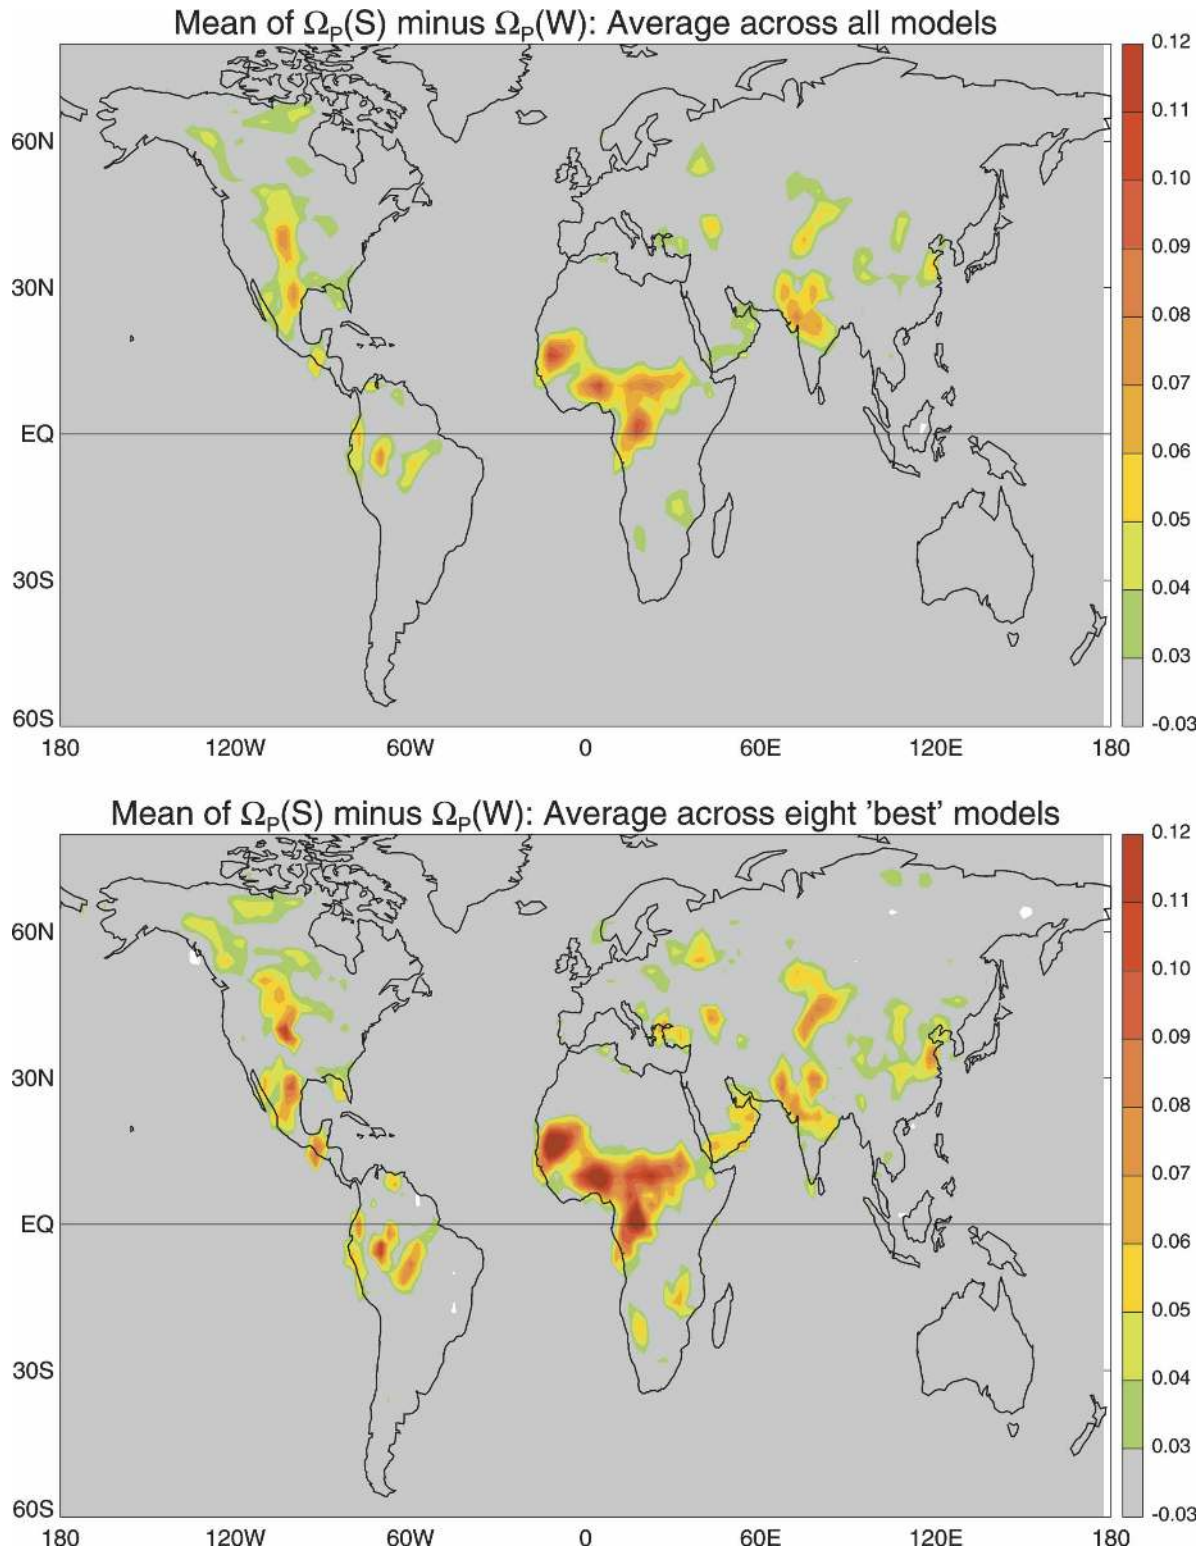 Mean of Ωₚ(S) minus Ωₚ(W): Average across all models
0.12
0.11
60N
0.10
0.09
30N
0.08
0.07
EQ
0.06
0.05
30S
0.04
0.03
60S
-0.03
180
120W
60W
0
60E
120E
180
Mean of Ωₚ(S) minus Ωₚ(W): Average across eight 'best' models
0.12
0.11
60N
0.10
0.09
30N
0.08
0.07
EQ
0.06
0.05
30S
0.04
0.03
60S
-0.03
180
120W
60W
0
60E
120E
180